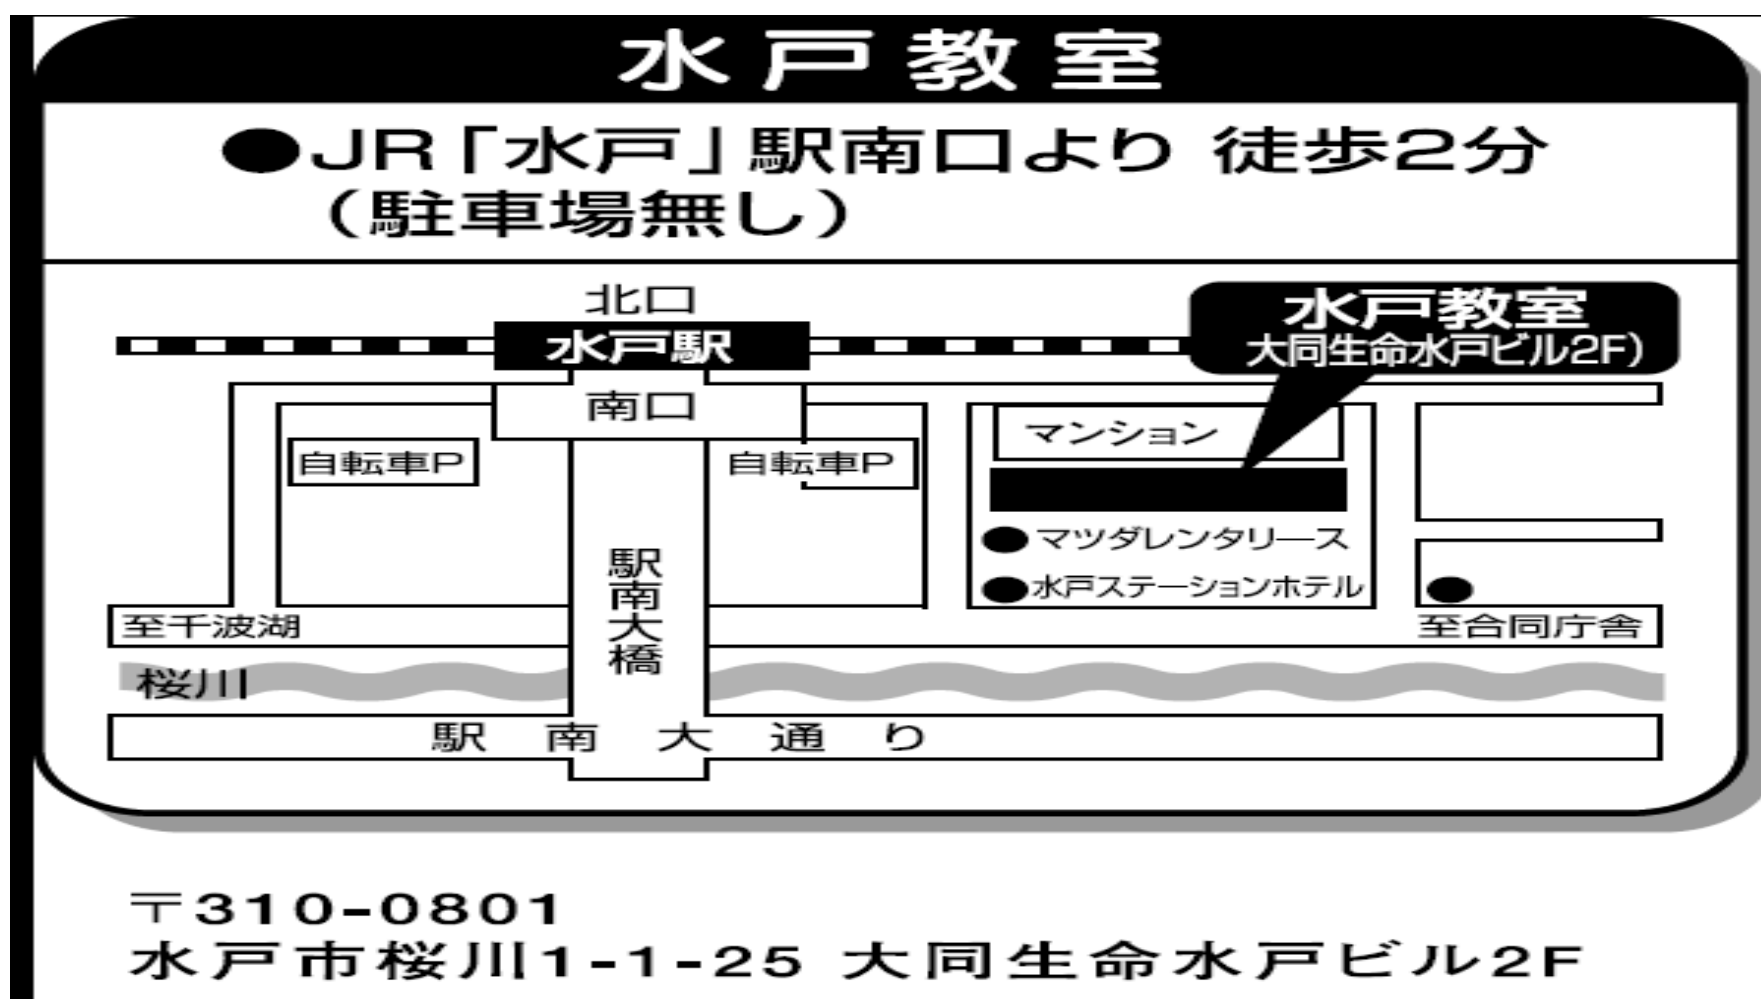 水戸教室
●JR「水戸」駅南口より 徒歩2分
（駐車場無し）
北口
水戸駅
水戸教室
大同生命水戸ビル2F）
南口
マンション
自転車P
自転車P
●マツダレンタリース
●水戸ステーションホテル
駅南大橋
至千波湖
至合同庁舎
桜川
駅南大通り
〒310-0801
水戸市桜川1-1-25 大同生命水戸ビル2F